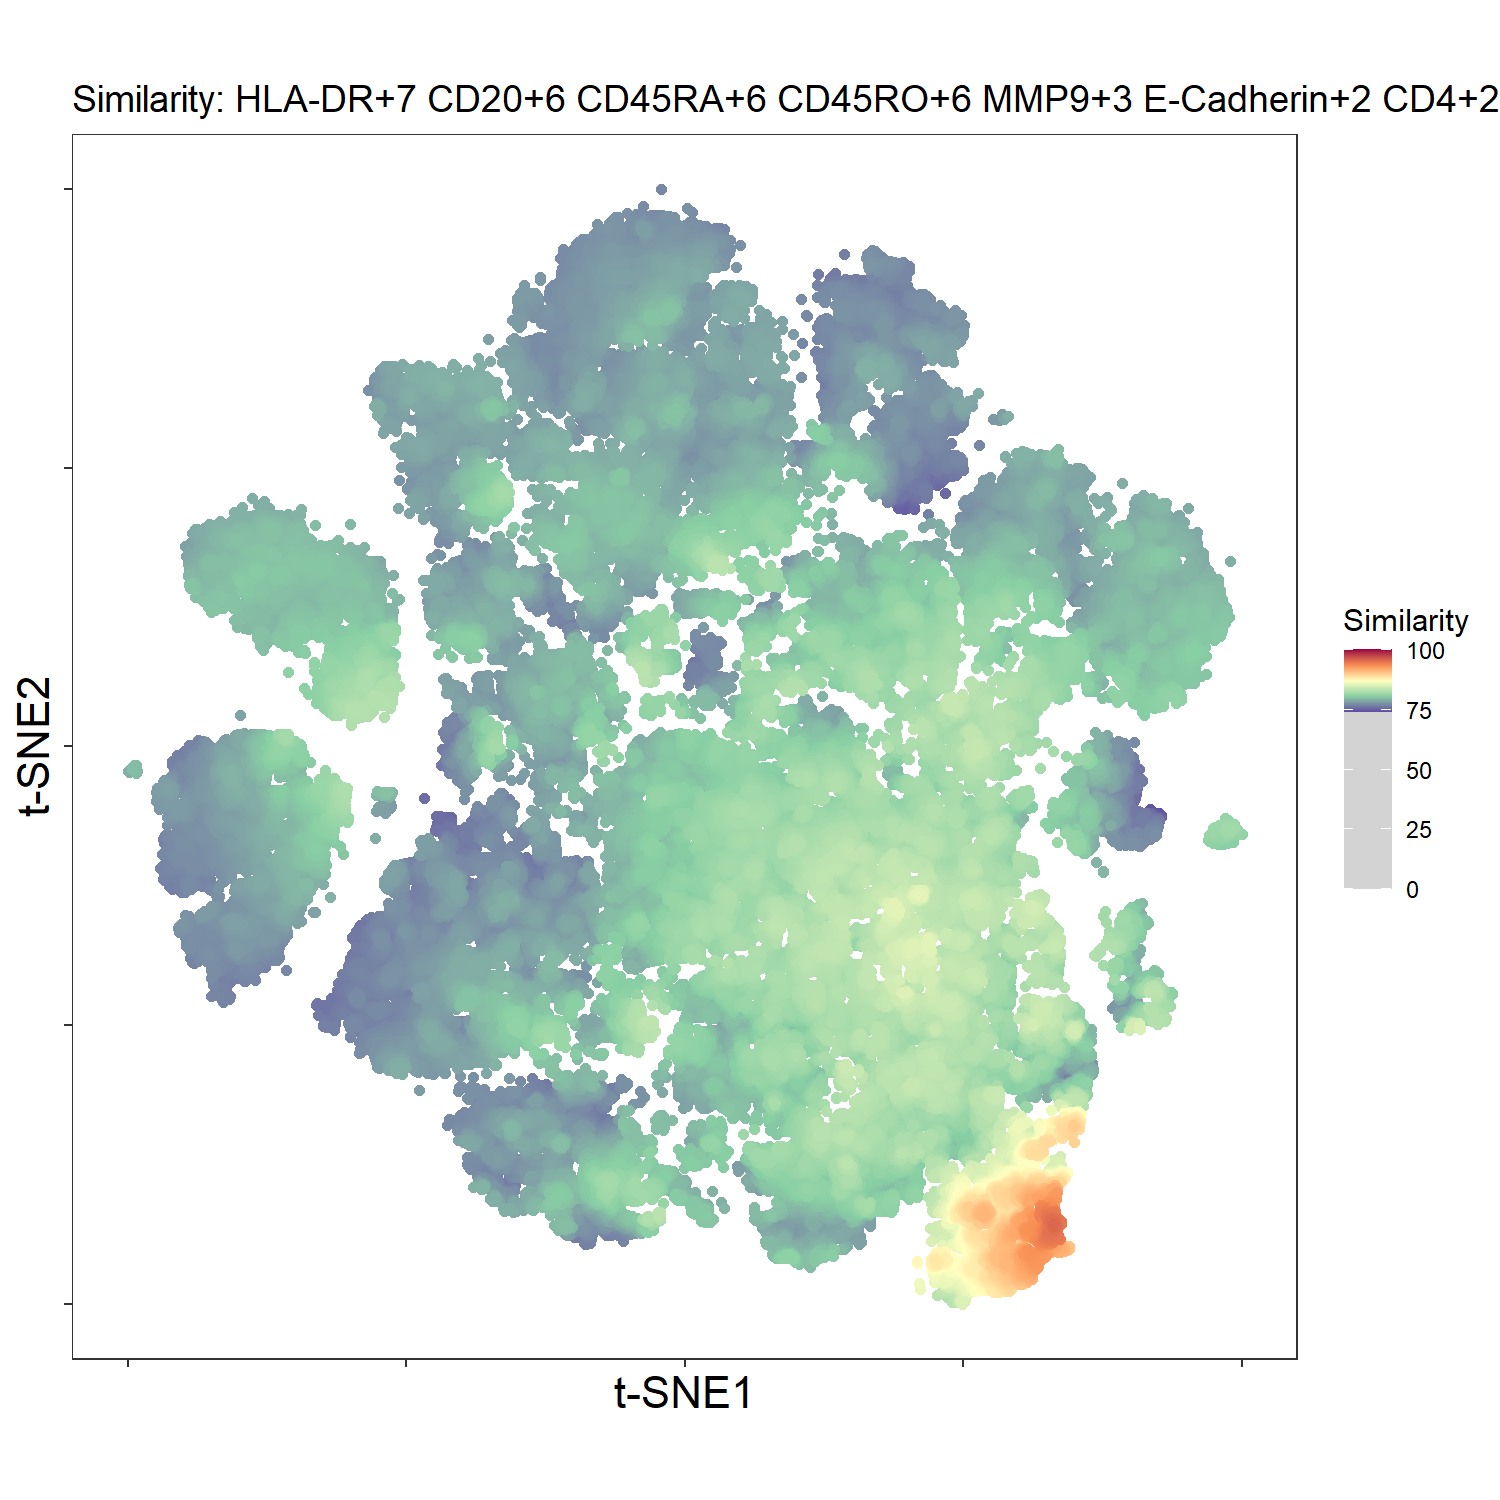 Similarity: HLA-DR+7 CD20+6 CD45RA+6 CD45RO+6 MMP9+3 E-Cadherin+2 CD4+2
t-SNE2
t-SNE1
Similarity
100
75
50
25
0